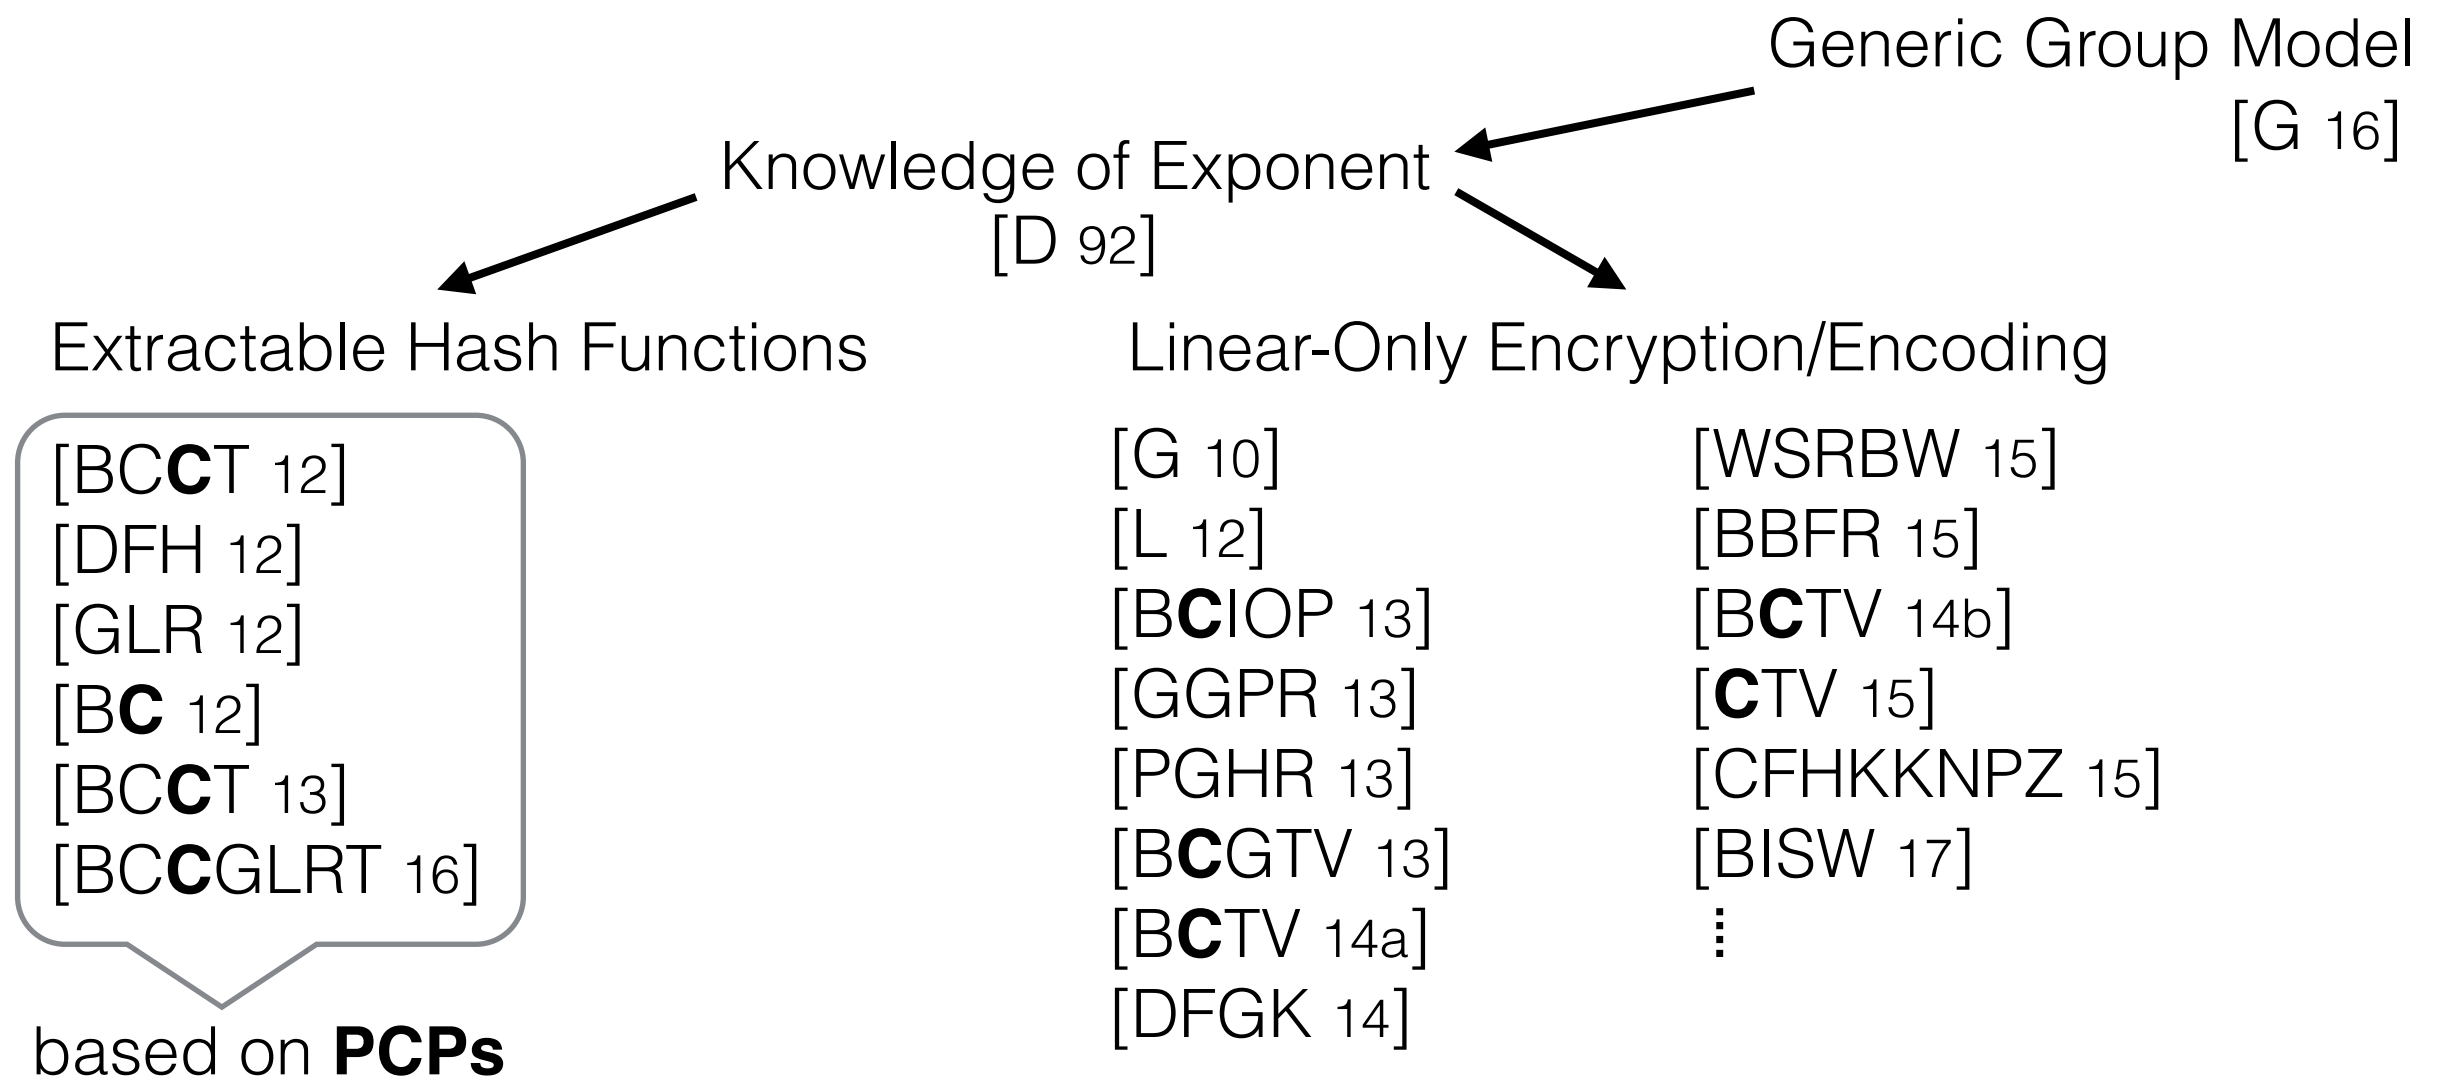 Generic Group Model
[G 16]
Knowledge of Exponent
[D 92]
Extractable Hash Functions
[BCCT 12]
[DFH 12]
[GLR 12]
[BC 12]
[BCCT 13]
[BCCGLRT 16]
based on PCPs
Linear-Only Encryption/Encoding
[G 10]
[L 12]
[BCIOP 13]
[GGPR 13]
[PGHR 13]
[BCGTV 13]
[BCTV 14a]
[DFGK 14]
[WSRBW 15]
[BBFR 15]
[BCTV 14b]
[CTV 15]
[CFHKKNPZ 15]
[BISW 17]
⋮